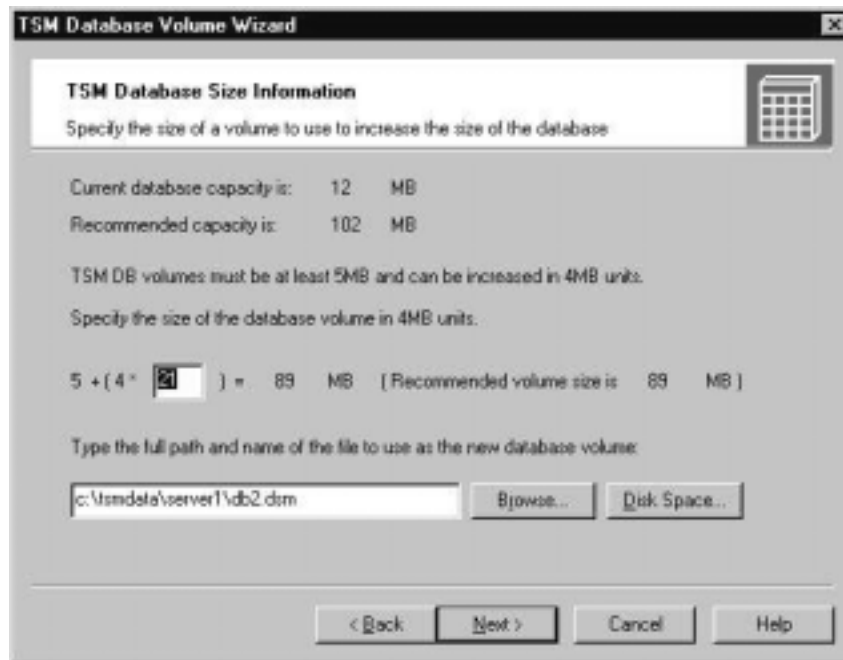 TSM Database Volume Wizard
TSM Database Size Information
Specify the size of a volume to use to increase the size of the database
Current database capacity is: 12 MB
Recommended capacity is: 102 MB
TSM DB volumes must be at least 5MB and can be increased in 4MB units.
Specify the size of the database volume in 4MB units.
5 + ( 4 * 21 ) = 89 MB ( Recommended volume size is 89 MB )
Type the full path and name of the file to use as the new database volume:
c:\tsmdata\server1\db2.dsm Browse... Disk Space...
< Back Next > Cancel Help